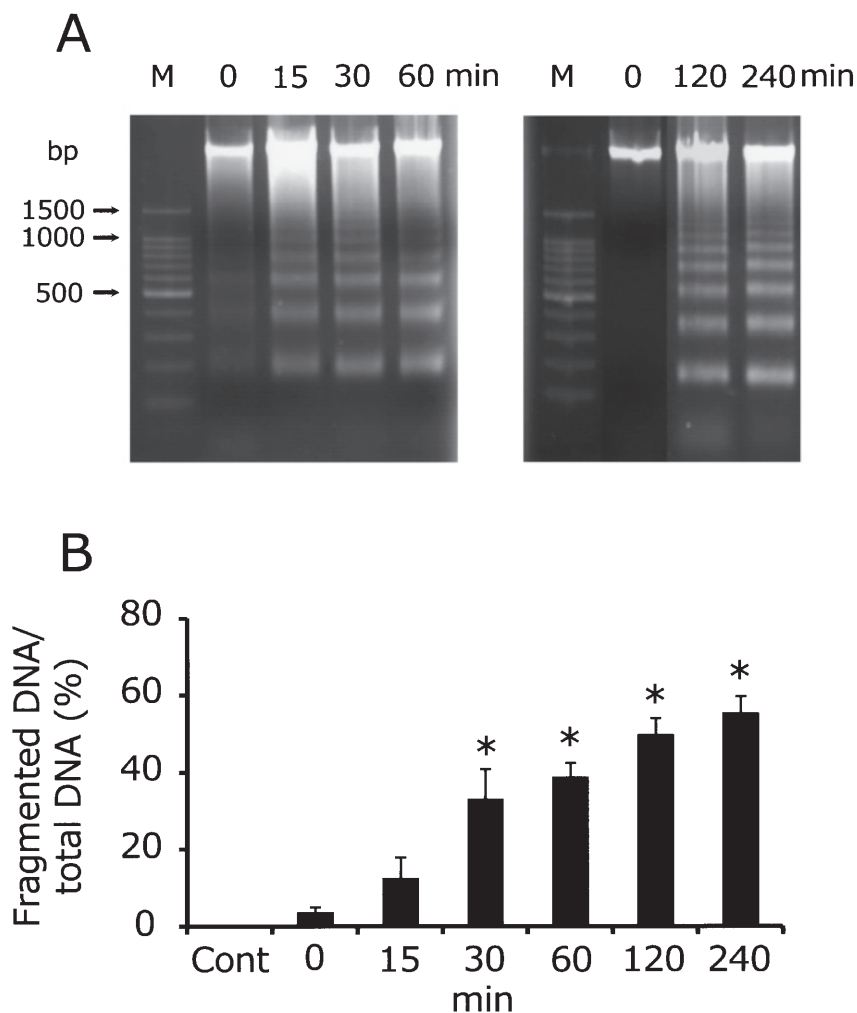 A
M 0 15 30 60 min M 0 120 240 min
bp
1500
1000
500
B
Fragmented DNA/
total DNA (%)
80
60
40
20
0
* * * *
Cont 0 15 30 60 120 240
min